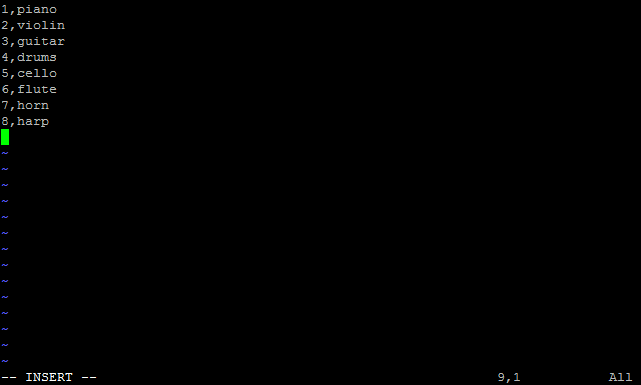 1,piano
2,violin
3,guitar
4,drums
5,cello
6,flute
7,horn
8,harp
~
~
~
~
~
~
~
~
~
~
~
~
~
~
-- INSERT -- 9,1 All